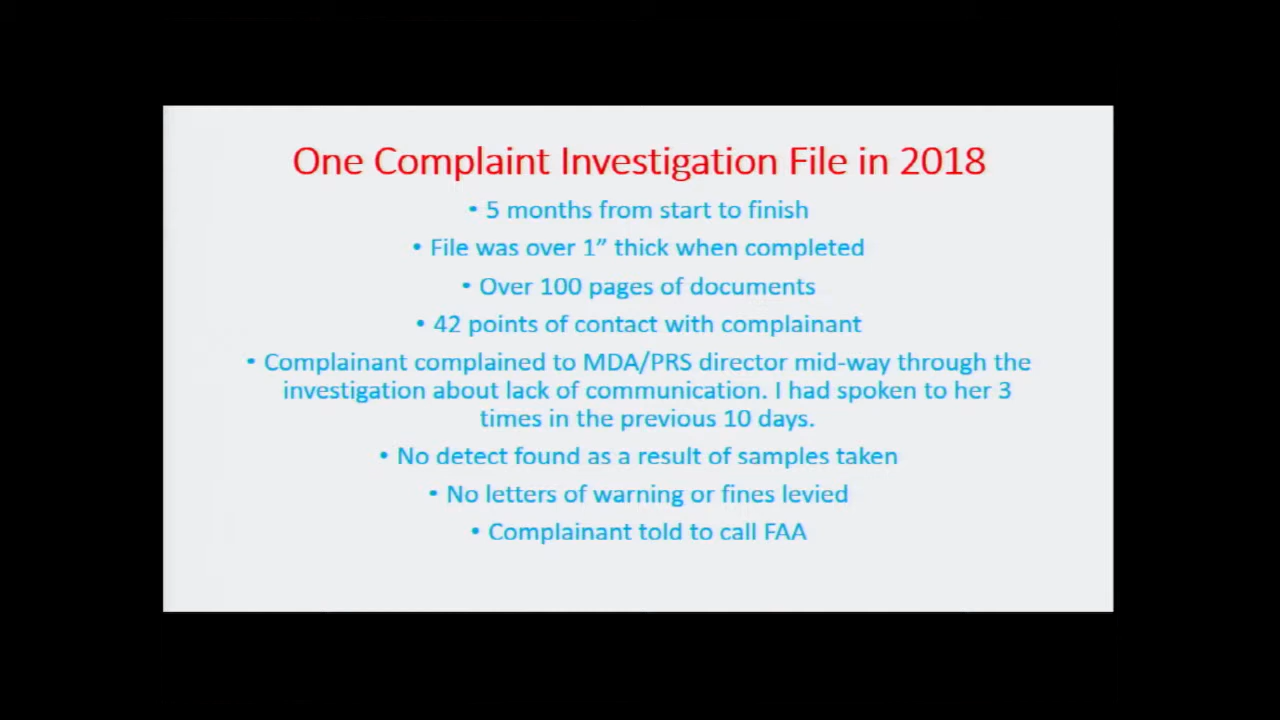 One Complaint Investigation File in 2018
• 5 months from start to finish
• File was over 1” thick when completed
• Over 100 pages of documents
• 42 points of contact with complainant
• Complainant complained to MDA/PRS director mid-way through the
investigation about lack of communication. I had spoken to her 3
times in the previous 10 days.
• No detect found as a result of samples taken
• No letters of warning or fines levied
• Complainant told to call FAA